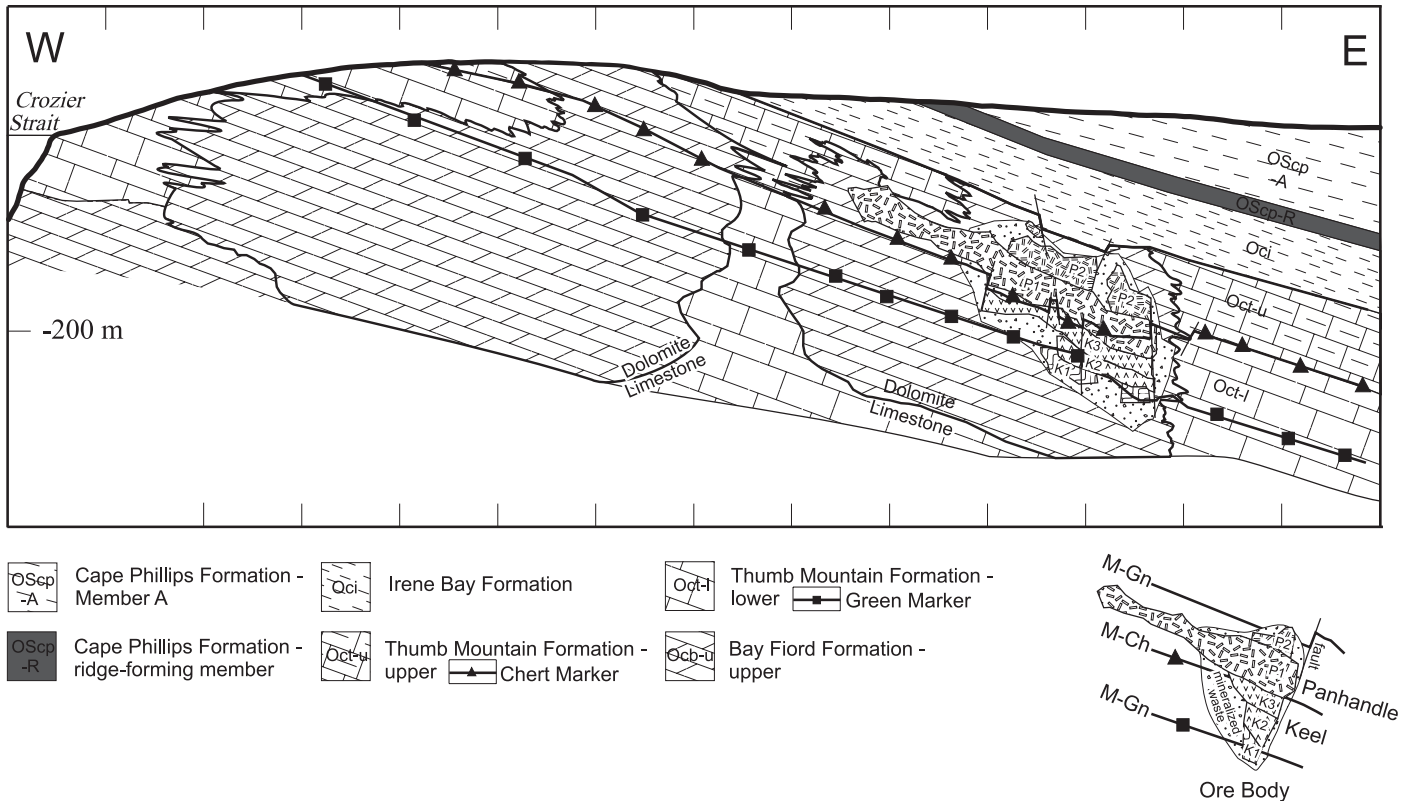 W
E
Crozier
Strait
-200 m
OScp
-A
OScp-R
Oci
Oct-u
Oct-l
P1
P2
P2
K3
K2
K1
Dolomite
Limestone
Dolomite
Limestone
OScp
-A
Cape Phillips Formation -
Member A
Oci
Irene Bay Formation
Oct-l
Thumb Mountain Formation -
lower Green Marker
OScp
-R
Cape Phillips Formation -
ridge-forming member
Oct-u
Thumb Mountain Formation -
upper Chert Marker
Ocb-u
Bay Fiord Formation -
upper
M-Gn
M-Ch
M-Gn
P2
P1
K3
K2
K1
mineralized
waste
fault
Panhandle
Keel
Ore Body